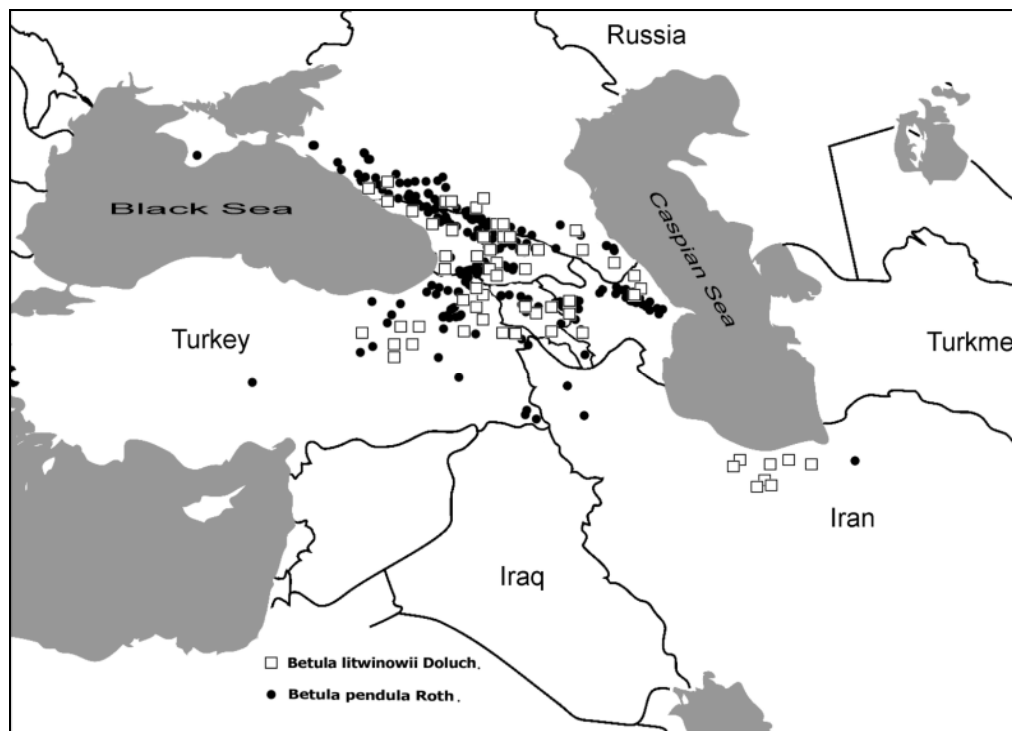 Russia
Black Sea
Caspian Sea
Turkey
Turkme
Iran
Iraq
Betula litwinowii Doluch.
Betula pendula Roth.